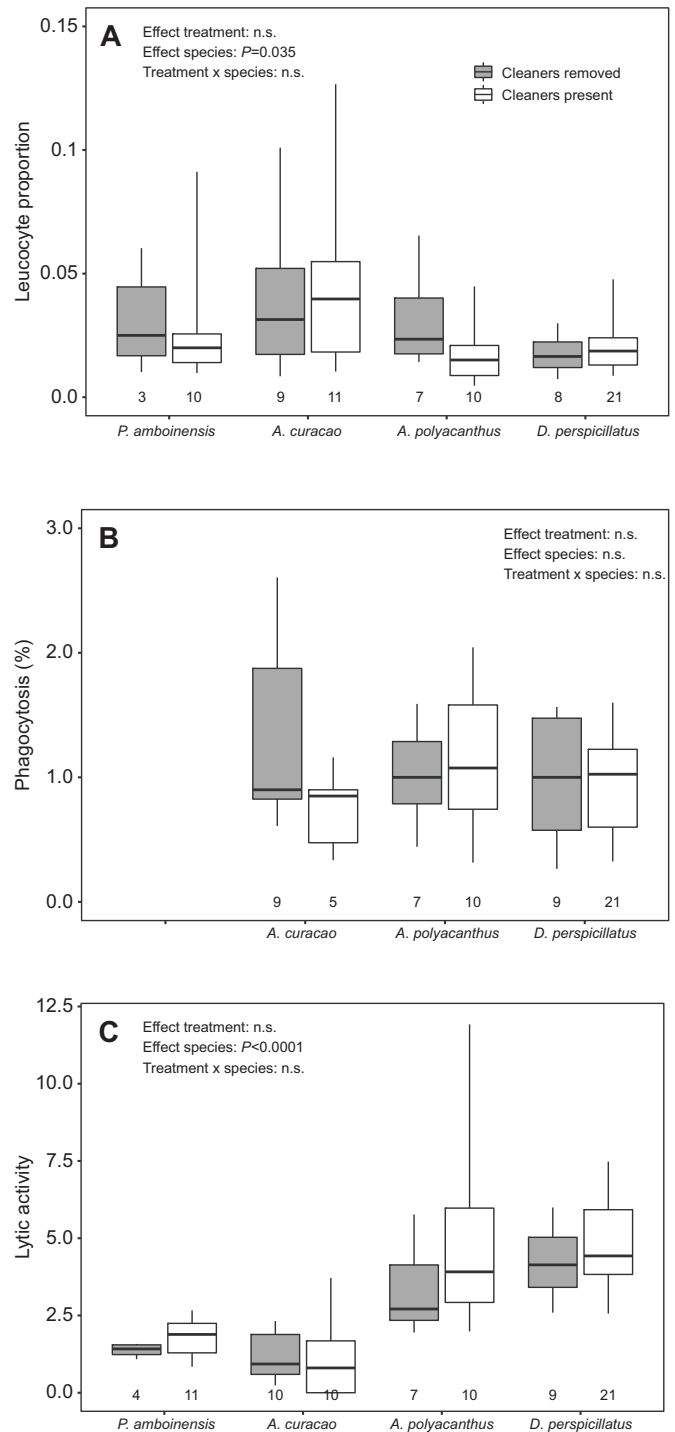 A
Effect treatment: n.s.
Effect species: P=0.035
Treatment x species: n.s.
Cleaners removed
Cleaners present
Leucocyte proportion
0.15
0.1
0.05
0.0
3 10 9 11 7 10 8 21
P. amboinensis A. curacao A. polyacanthus D. perspicillatus
B
Effect treatment: n.s.
Effect species: n.s.
Treatment x species: n.s.
Phagocytosis (%)
3.0
2.0
1.0
0.0
9 5 7 10 9 21
A. curacao A. polyacanthus D. perspicillatus
C
Effect treatment: n.s.
Effect species: P<0.0001
Treatment x species: n.s.
Lytic activity
12.5
10.0
7.5
5.0
2.5
0.0
4 11 10 10 7 10 9 21
P. amboinensis A. curacao A. polyacanthus D. perspicillatus